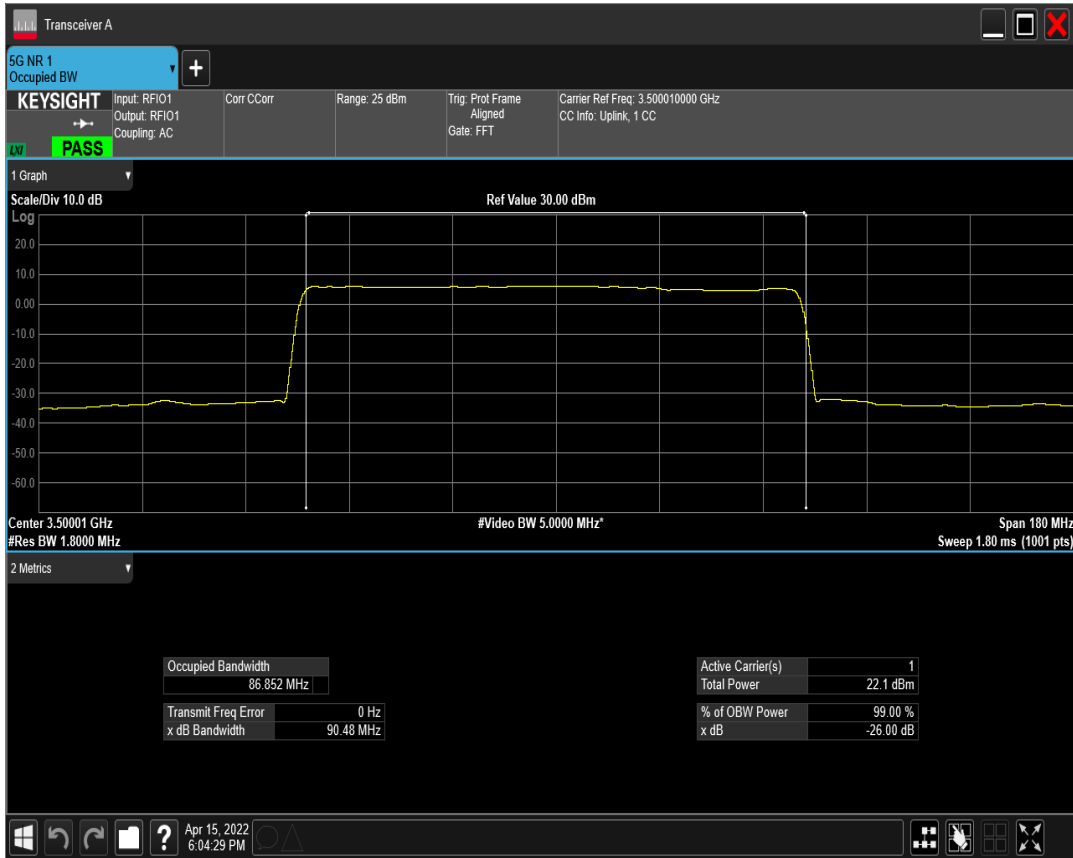 Transceiver A
5G NR 1
Occupied BW
+
KEYSIGHT
LXI
PASS
Input: RFIO1
Output: RFIO1
Coupling: AC
Corr CCorr
Range: 25 dBm
Trig: Prot Frame
Aligned
Gate: FFT
Carrier Ref Freq: 3.500010000 GHz
CC Info: Uplink, 1 CC
1 Graph
Scale/Div 10.0 dB
Ref Value 30.00 dBm
Log
20.0
10.0
0.00
-10.0
-20.0
-30.0
-40.0
-50.0
-60.0
Center 3.50001 GHz
#Video BW 5.0000 MHz*
Span 180 MHz
#Res BW 1.8000 MHz
Sweep 1.80 ms (1001 pts)
2 Metrics
Occupied Bandwidth
86.852 MHz
Transmit Freq Error 0 Hz
x dB Bandwidth 90.48 MHz
Active Carrier(s) 1
Total Power 22.1 dBm
% of OBW Power 99.00 %
x dB -26.00 dB
?
Apr 15, 2022
6:04:29 PM